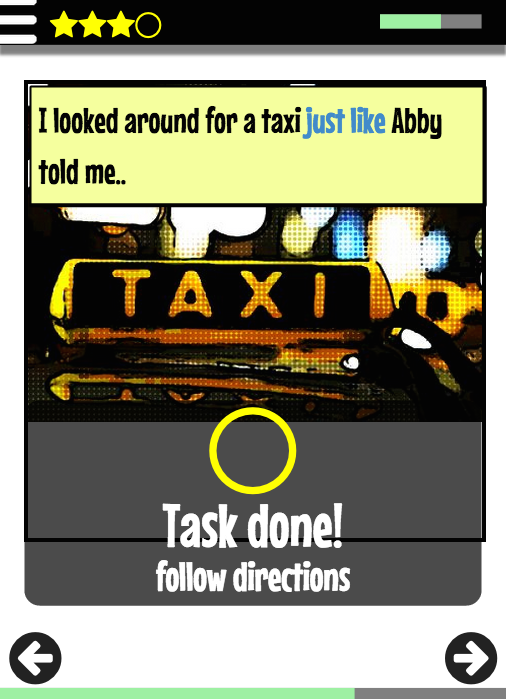 I looked around for a taxi just like Abby
told me..
TAXI
Task done!
follow directions